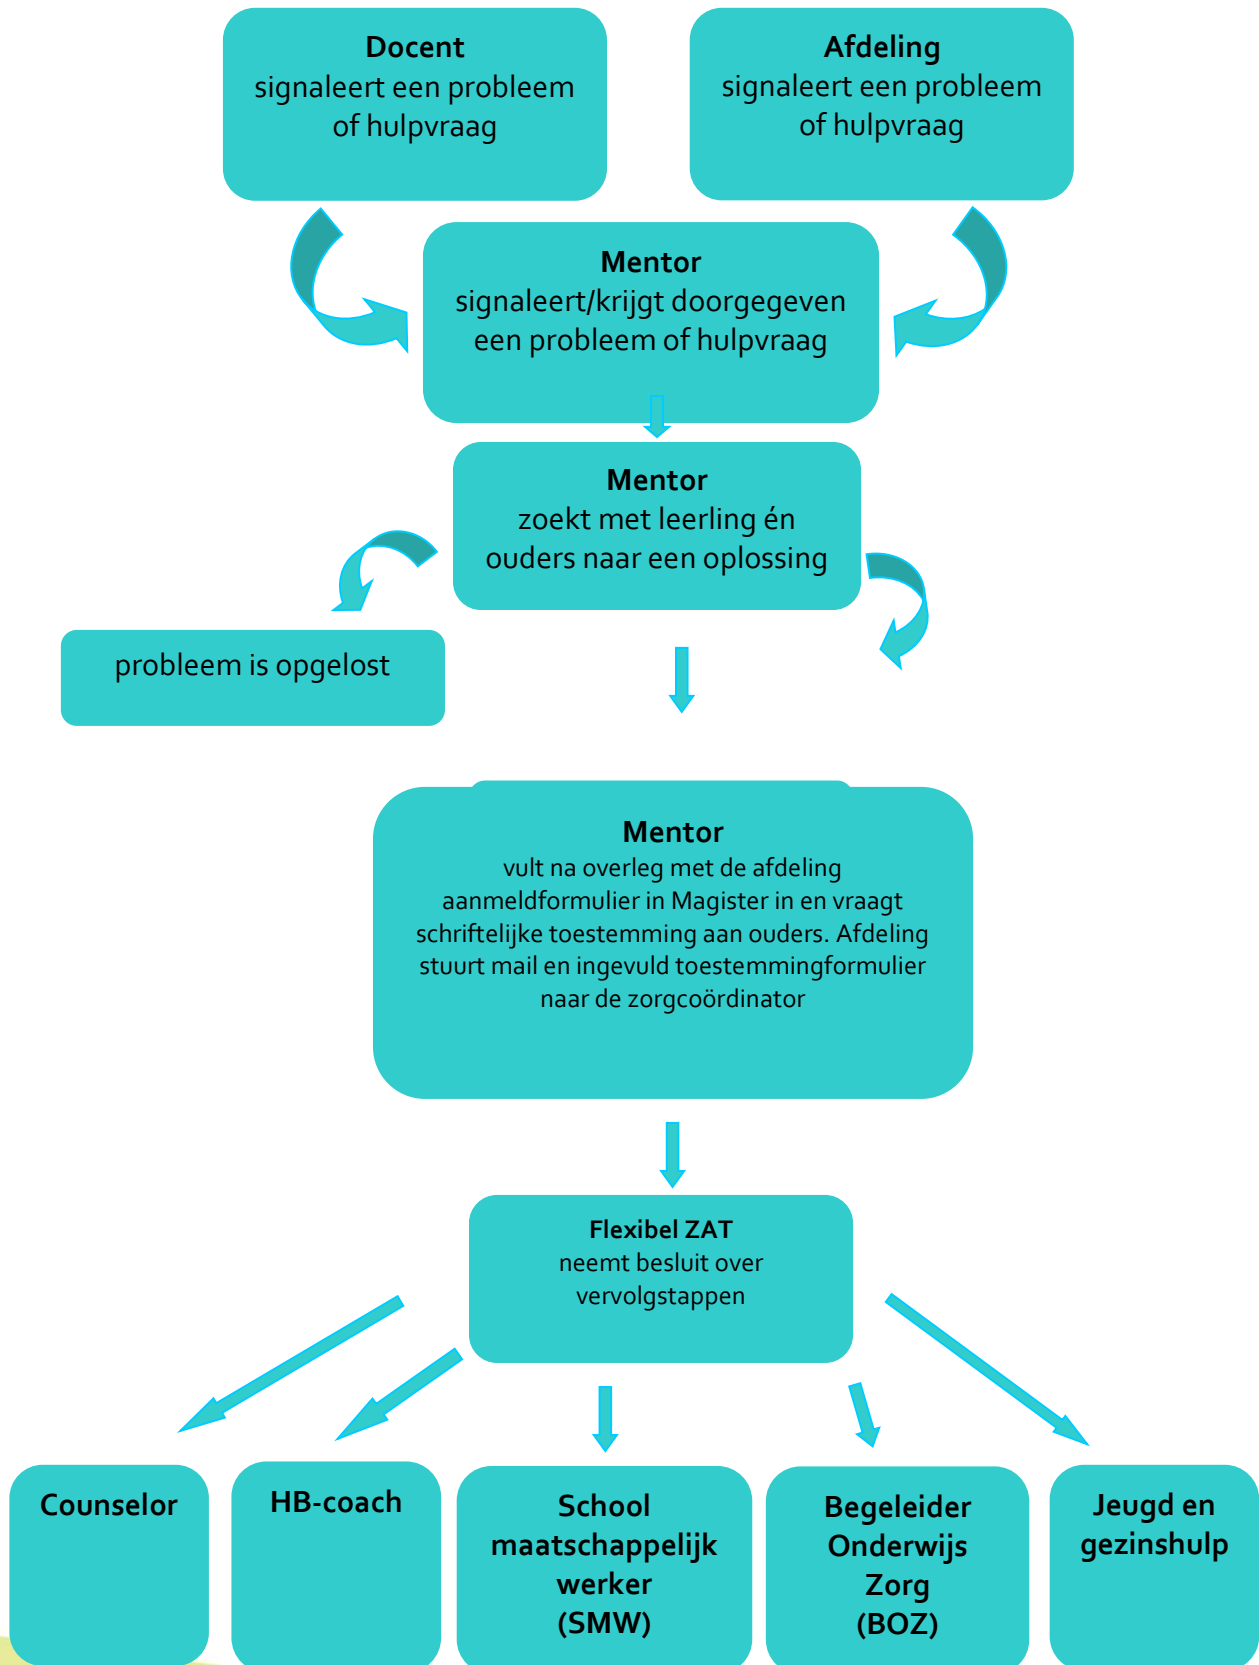 Docent
signaleert een probleem
of hulpvraag
Afdeling
signaleert een probleem
of hulpvraag
Mentor
signaleert/krijgt doorgegeven
een probleem of hulpvraag
Mentor
zoekt met leerling én
ouders naar een oplossing
probleem is opgelost
Mentor
vult na overleg met de afdeling
aanmeldformulier in Magister in en vraagt
schriftelijke toestemming aan ouders. Afdeling
stuurt mail en ingevuld toestemmingformulier
naar de zorgcoördinator
Flexibel ZAT
neemt besluit over
vervolgstappen
Counselor
HB-coach
School
maatschappelijk
werker
(SMW)
Begeleider
Onderwijs
Zorg
(BOZ)
Jeugd en
gezinshulp